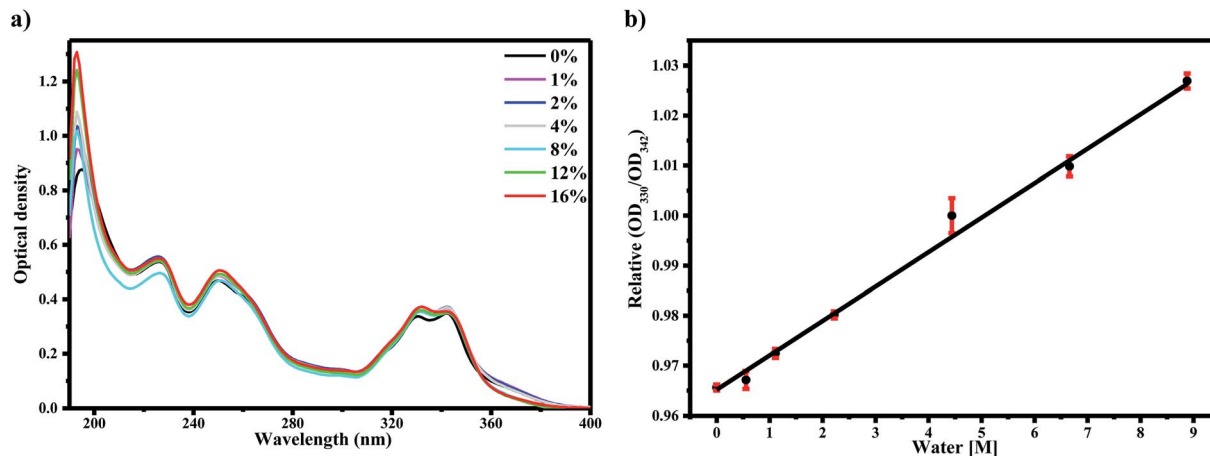 a)
Optical density
1.2
1.0
0.8
0.6
0.4
0.2
0.0
200 240 280 320 360 400
Wavelength (nm)
0%
1%
2%
4%
8%
12%
16%
b)
Relative (OD330/OD342)
1.03
1.02
1.01
1.00
0.99
0.98
0.97
0.96
0 1 2 3 4 5 6 7 8 9
Water [M]